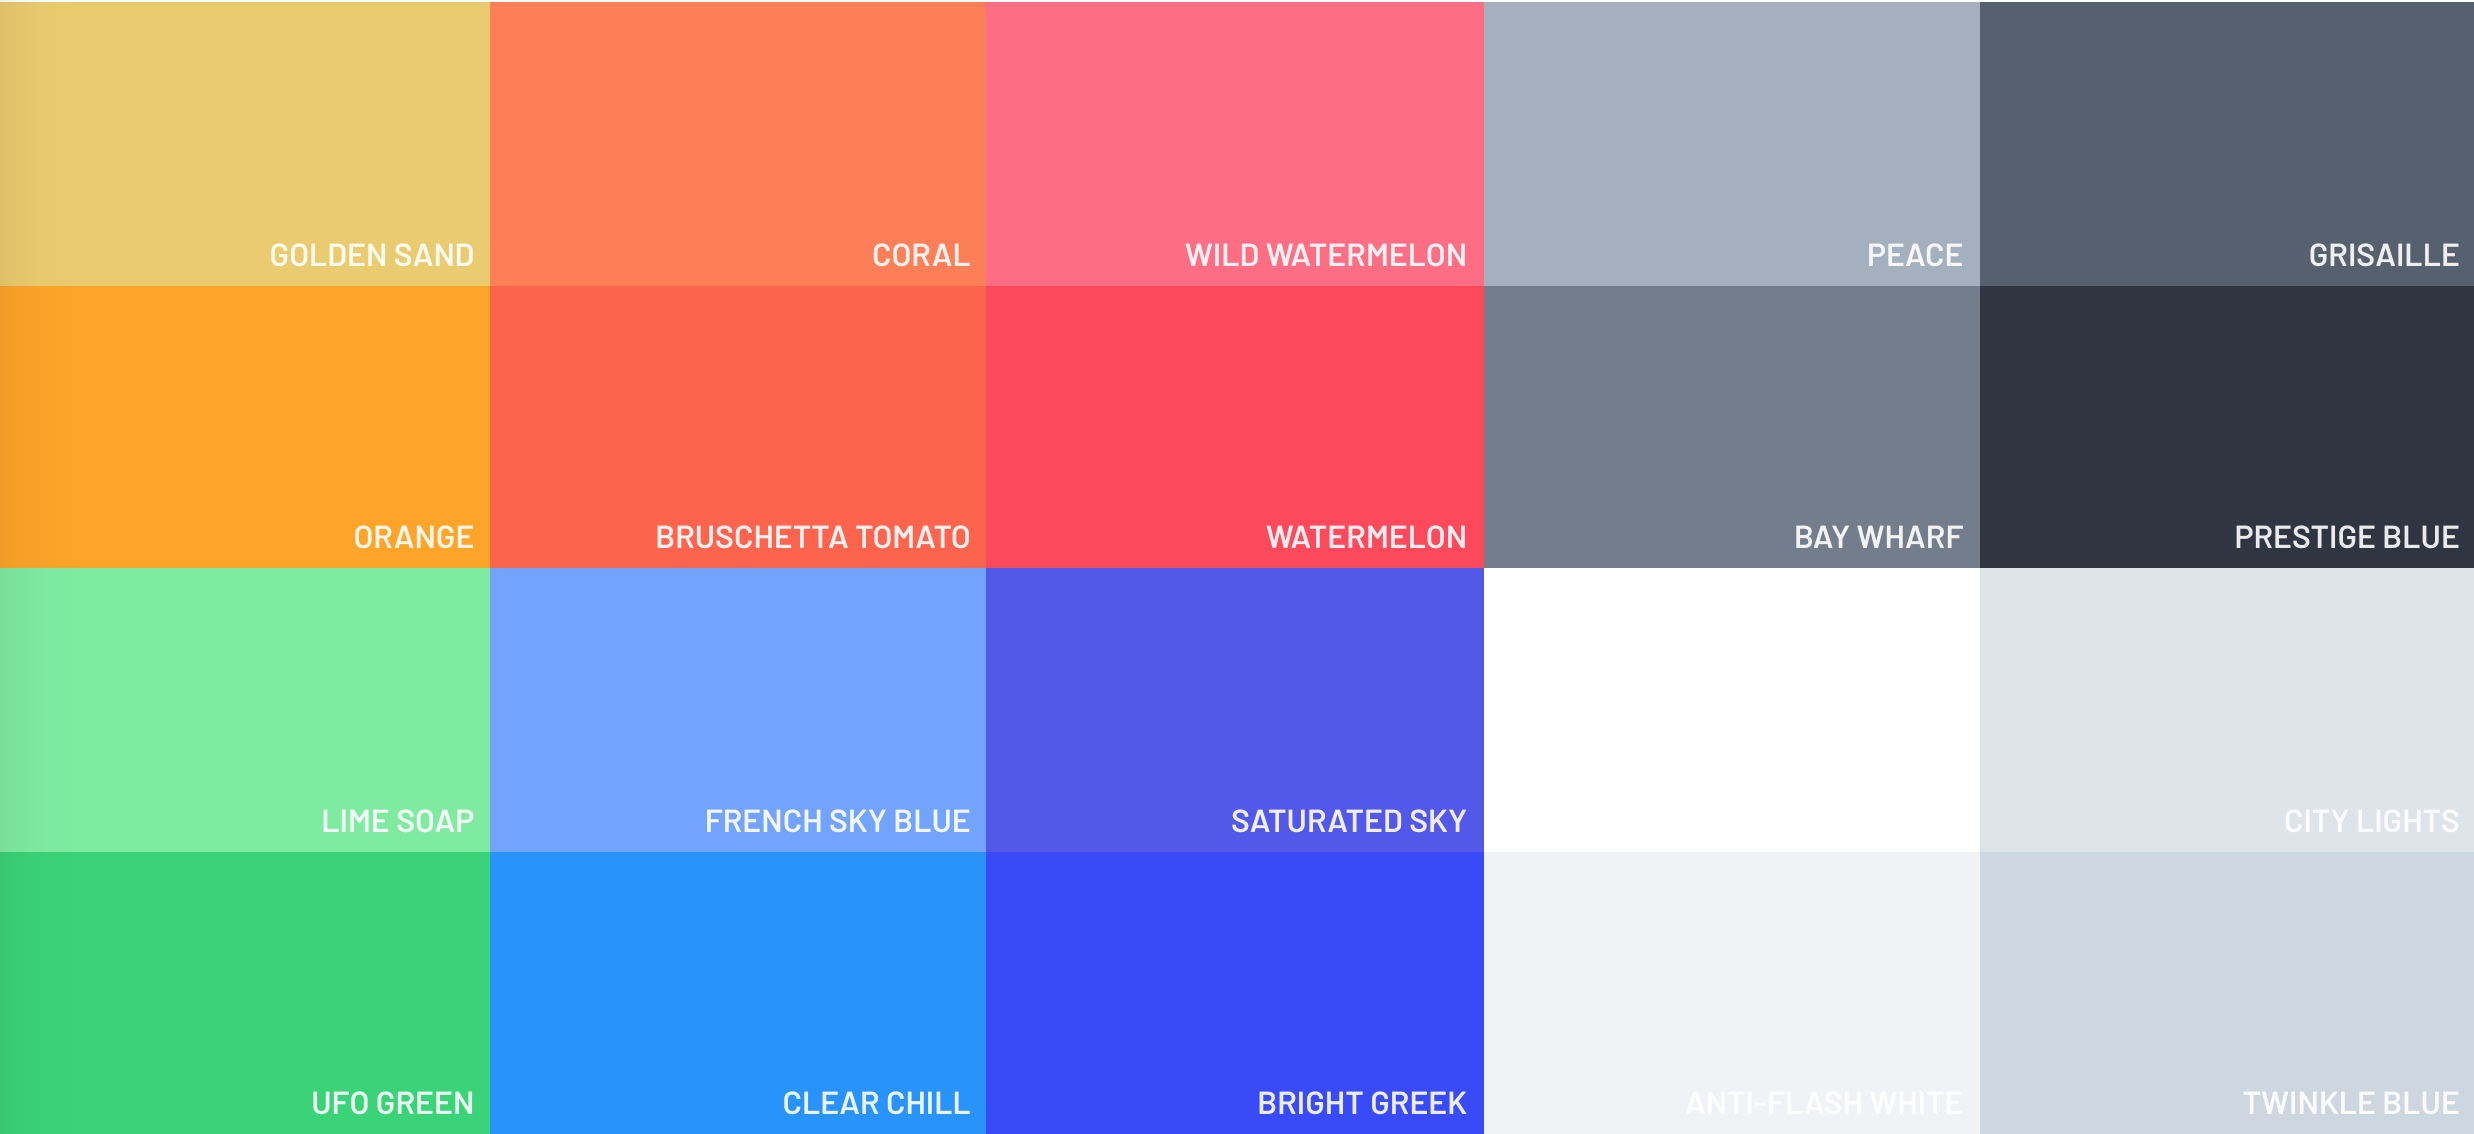 GOLDEN SAND
CORAL
WILD WATERMELON
PEACE
GRISAILLE
ORANGE
BRUSCHETTA TOMATO
WATERMELON
BAY WHARF
PRESTIGE BLUE
LIME SOAP
FRENCH SKY BLUE
SATURATED SKY
CITY LIGHTS
UFO GREEN
CLEAR CHILL
BRIGHT GREEK
ANTI-FLASH WHITE
TWINKLE BLUE